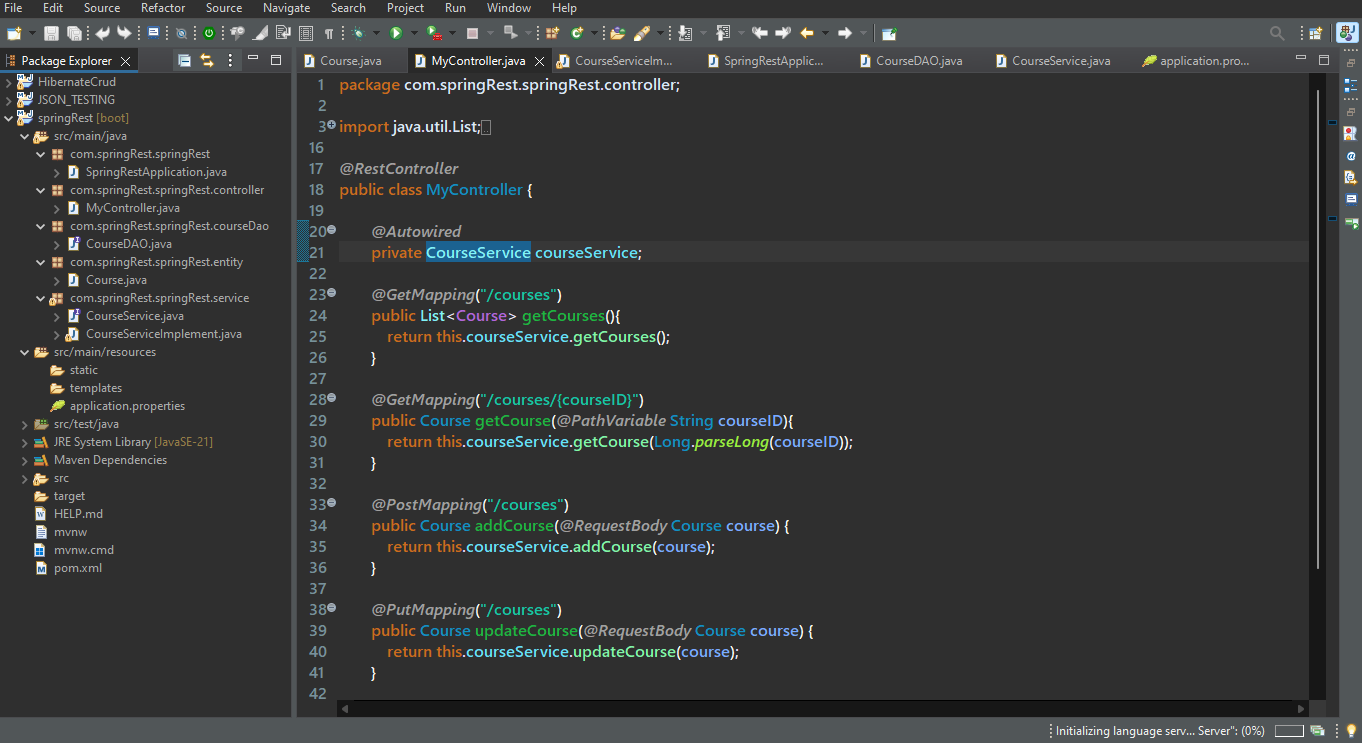 File Edit Source Refactor Source Navigate Search Project Run Window Help
Package Explorer
HibernateCrud
JSON_TESTING
springRest [boot]
src/main/java
com.springRest.springRest
SpringRestApplication.java
com.springRest.springRest.controller
MyController.java
com.springRest.springRest.courseDao
CourseDAO.java
com.springRest.springRest.entity
Course.java
com.springRest.springRest.service
CourseService.java
CourseServiceImplement.java
src/main/resources
static
templates
application.properties
src/test/java
JRE System Library [JavaSE-21]
Maven Dependencies
src
target
HELP.md
mvnw
mvnw.cmd
pom.xml
Course.java MyController.java CourseServiceIm... SpringRestApplic... CourseDAO.java CourseService.java application.pro...
1 package com.springRest.springRest.controller;
2
3 import java.util.List;
16
17 @RestController
18 public class MyController {
19
20 @Autowired
21 private CourseService courseService;
22
23 @GetMapping("/courses")
24 public List<Course> getCourses(){
25 return this.courseService.getCourses();
26 }
27
28 @GetMapping("/courses/{courseID}")
29 public Course getCourse(@PathVariable String courseID){
30 return this.courseService.getCourse(Long.parseLong(courseID));
31 }
32
33 @PostMapping("/courses")
34 public Course addCourse(@RequestBody Course course) {
35 return this.courseService.addCourse(course);
36 }
37
38 @PutMapping("/courses")
39 public Course updateCourse(@RequestBody Course course) {
40 return this.courseService.updateCourse(course);
41 }
42
Initializing language serv... Server": (0%)